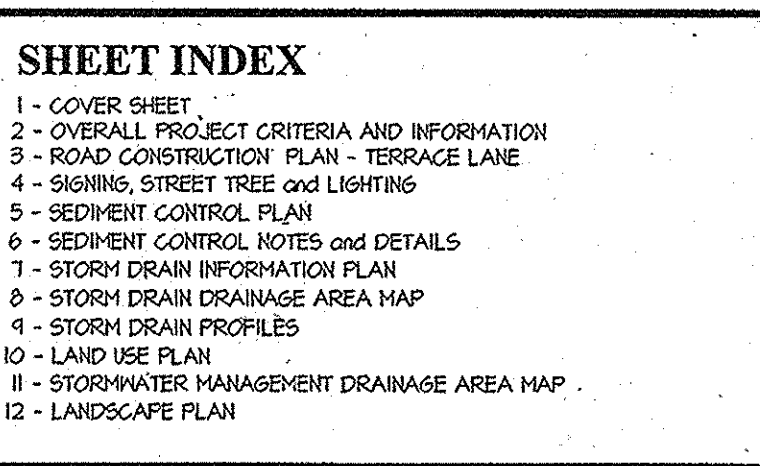 SHEET INDEX
1 - COVER SHEET
2 - OVERALL PROJECT CRITERIA AND INFORMATION
3 - ROAD CONSTRUCTION PLAN - TERRACE LANE
4 - SIGNING, STREET TREE and LIGHTING
5 - SEDIMENT CONTROL PLAN
6 - SEDIMENT CONTROL NOTES and DETAILS
7 - STORM DRAIN INFORMATION PLAN
8 - STORM DRAIN DRAINAGE AREA MAP
9 - STORM DRAIN PROFILES
10 - LAND USE PLAN
11 - STORMWATER MANAGEMENT DRAINAGE AREA MAP
12 - LANDSCAPE PLAN